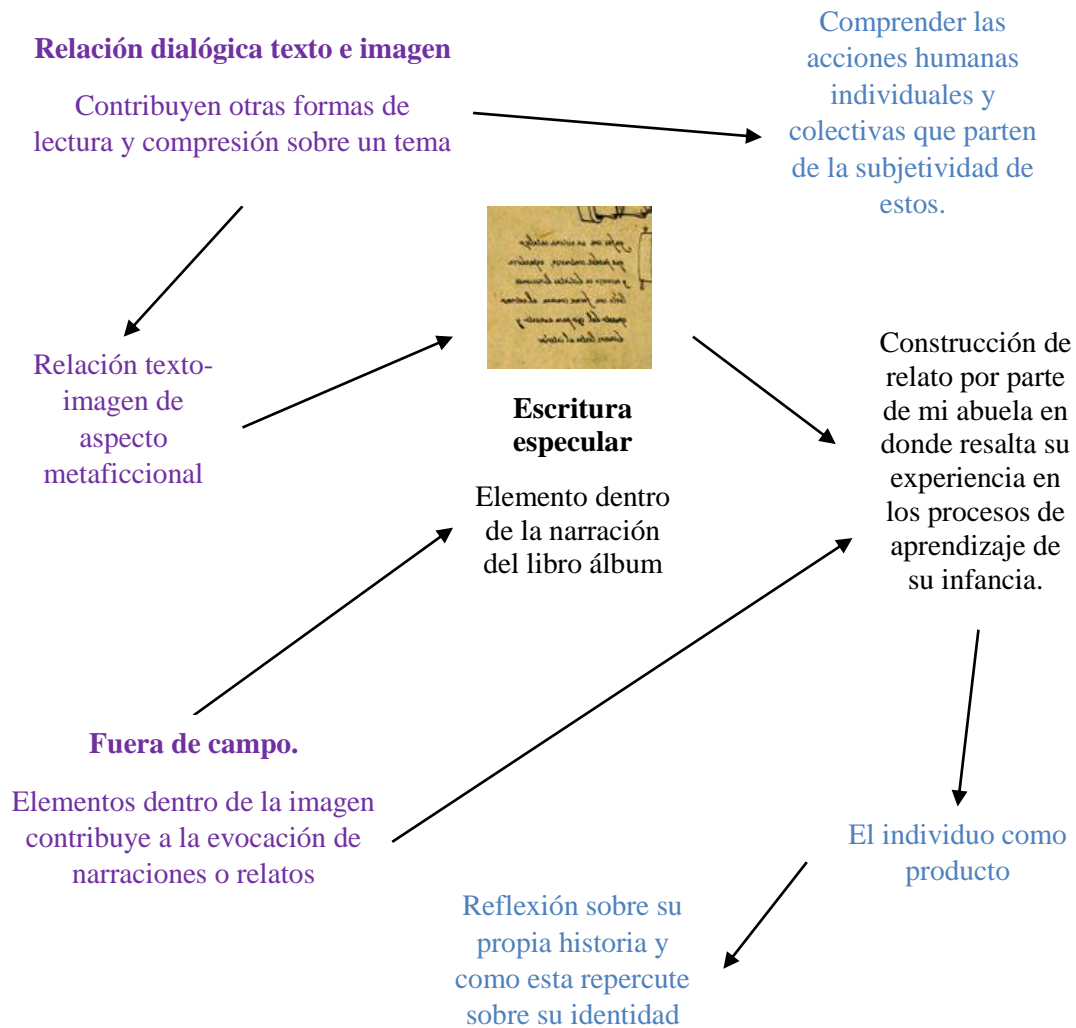 Relación dialógica texto e imagen
Contribuyen otras formas de
lectura y compresión sobre un tema
Comprender las
acciones humanas
individuales y
colectivas que parten
de la subjetividad de
estos.
Relación texto-
imagen de
aspecto
metaficcional
Escritura
especular
Elemento dentro
de la narración
del libro álbum
Construcción de
relato por parte
de mi abuela en
donde resalta su
experiencia en
los procesos de
aprendizaje de
su infancia.
Fuera de campo.
Elementos dentro de la imagen
contribuye a la evocación de
narraciones o relatos
El individuo como
producto
Reflexión sobre su
propia historia y
como esta repercute
sobre su identidad